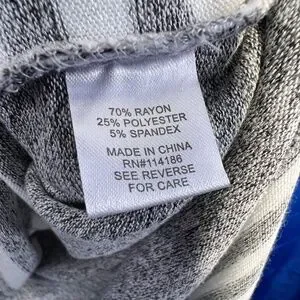 70% RAYON
25% POLYESTER
5% SPANDEX
MADE IN CHINA
RN#114186
SEE REVERSE
FOR CARE